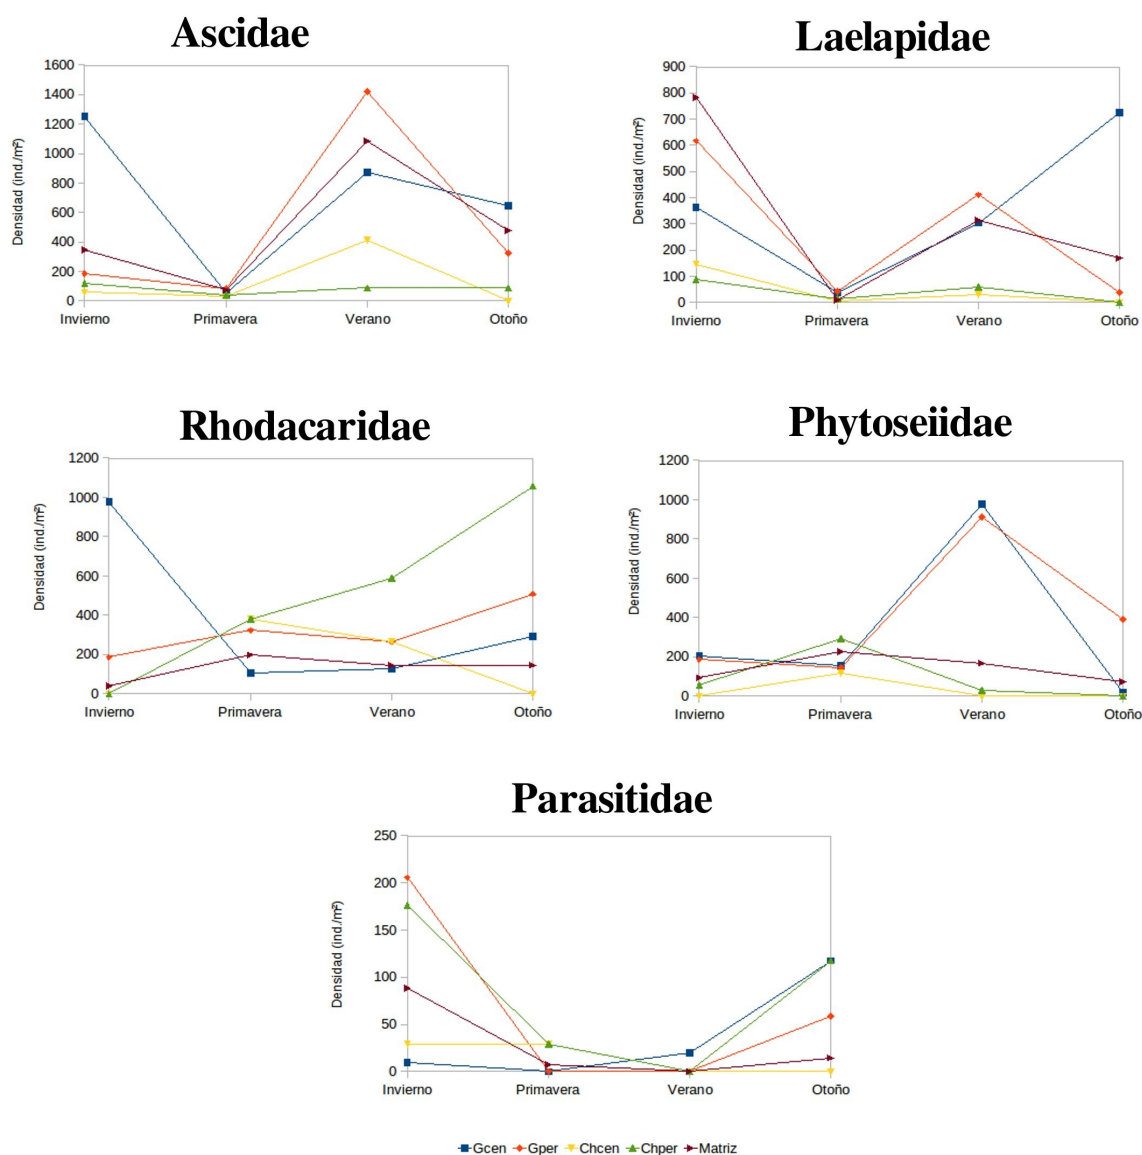 Ascidae
Densidad (ind./m²)
1600
1400
1200
1000
800
600
400
200
0
Invierno Primavera Verano Otoño
Laelapidae
Densidad (ind./m²)
900
800
700
600
500
400
300
200
100
0
Invierno Primavera Verano Otoño
Rhodacaridae
Densidad (ind./m²)
1200
1000
800
600
400
200
0
Invierno Primavera Verano Otoño
Phytoseiidae
Densidad (ind./m²)
1200
1000
800
600
400
200
0
Invierno Primavera Verano Otoño
Parasitidae
Densidad (ind./m²)
250
200
150
100
50
0
Invierno Primavera Verano Otoño
Gcen Gper Chcen Chper Matriz